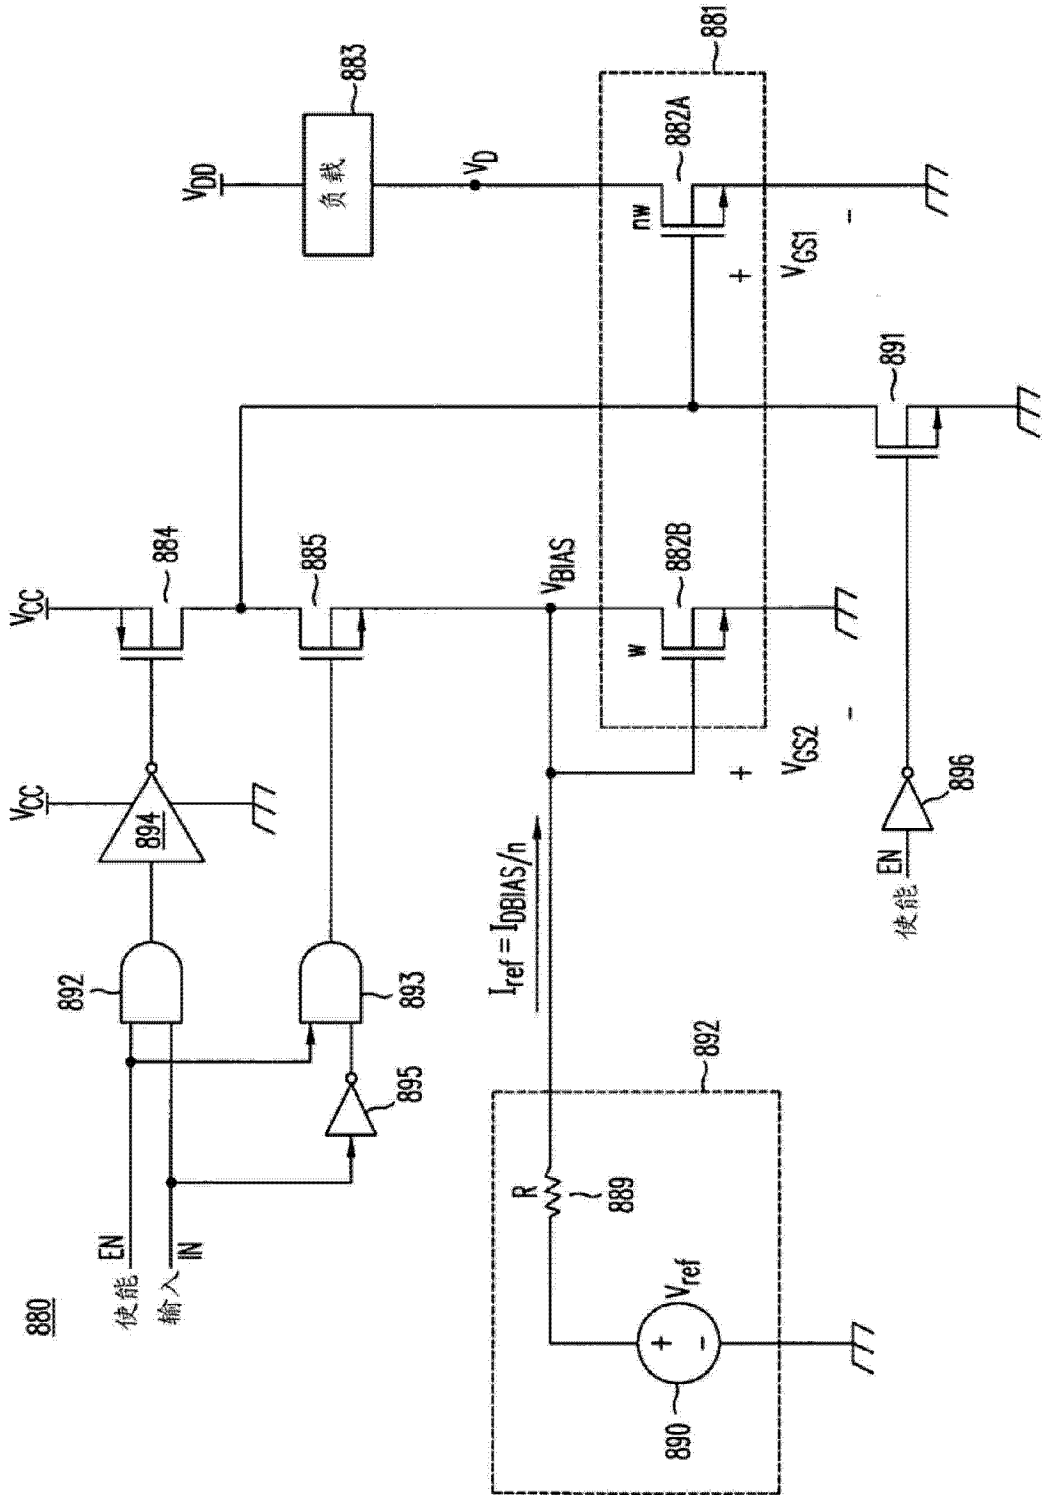 880
使能 EN
输入 IN
892
893
895
VCC
894
VCC
884
885
VDD
883
负载
VD
VBIAS
Iref = IDBIAS/n
881
882A
nw
+ VGS1 -
882B
w
+ VGS2 -
891
使能 EN
896
892
R
889
Vref
+
-
890